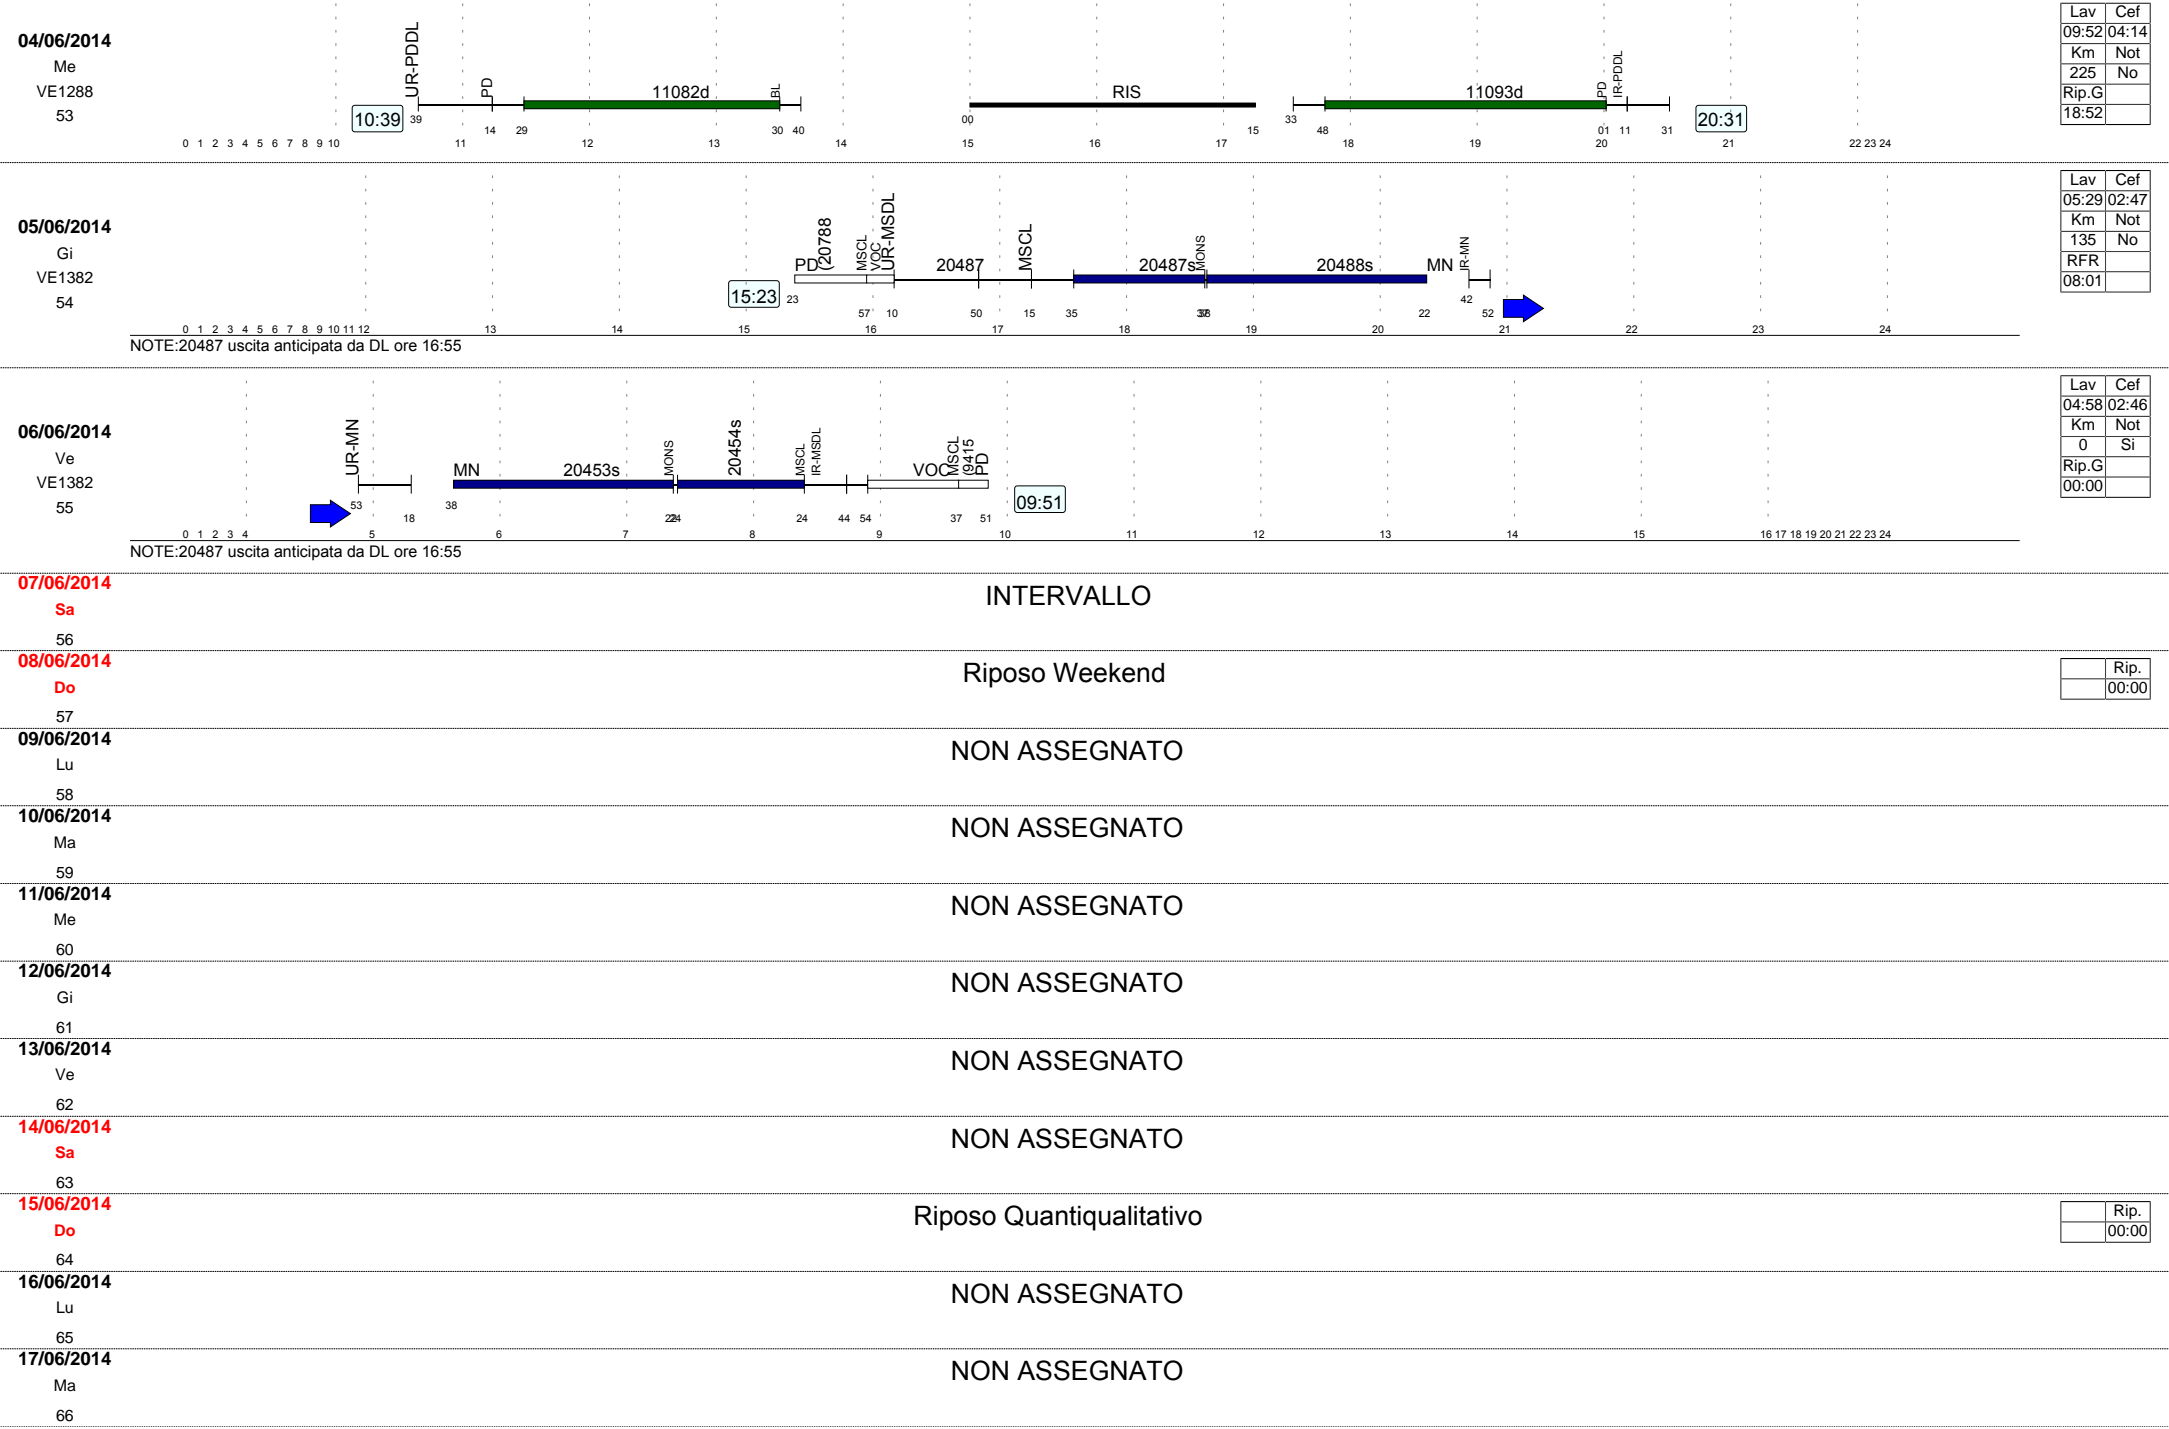 04/06/2014
Me
VE1288
53
UR-PDDL PD 11082d BL RIS 11093d PD IR-PDDL
10:39 39 14 29 30 40 00 15 33 48 01 11 31 20:31
0 1 2 3 4 5 6 7 8 9 10 11 12 13 14 15 16 17 18 19 20 21 22 23 24
Lav Cef
09:52 04:14
Km Not
225 No
Rip.G
18:52
05/06/2014
Gi
VE1382
54
PD (20788 MSCL VOC UR-MSDL 20487 MSCL 20487s MONS 20488s MN IR-MN
15:23 23 57 10 50 15 35 37 38 22 42 52
0 1 2 3 4 5 6 7 8 9 10 11 12 13 14 15 16 17 18 19 20 21 22 23 24
NOTE:20487 uscita anticipata da DL ore 16:55
Lav Cef
05:29 02:47
Km Not
135 No
RFR
08:01
06/06/2014
Ve
VE1382
55
UR-MN MN 20453s MONS 20454s MSCL IR-MSDL VOC MSCL (9415 PD
53 18 38 22 24 24 44 54 37 51 09:51
0 1 2 3 4 5 6 7 8 9 10 11 12 13 14 15 16 17 18 19 20 21 22 23 24
NOTE:20487 uscita anticipata da DL ore 16:55
Lav Cef
04:58 02:46
Km Not
0 Si
Rip.G
00:00
07/06/2014
Sa
56
INTERVALLO
08/06/2014
Do
57
Riposo Weekend
Rip.
00:00
09/06/2014
Lu
58
NON ASSEGNATO
10/06/2014
Ma
59
NON ASSEGNATO
11/06/2014
Me
60
NON ASSEGNATO
12/06/2014
Gi
61
NON ASSEGNATO
13/06/2014
Ve
62
NON ASSEGNATO
14/06/2014
Sa
63
NON ASSEGNATO
15/06/2014
Do
64
Riposo Quantiqualitativo
Rip.
00:00
16/06/2014
Lu
65
NON ASSEGNATO
17/06/2014
Ma
66
NON ASSEGNATO